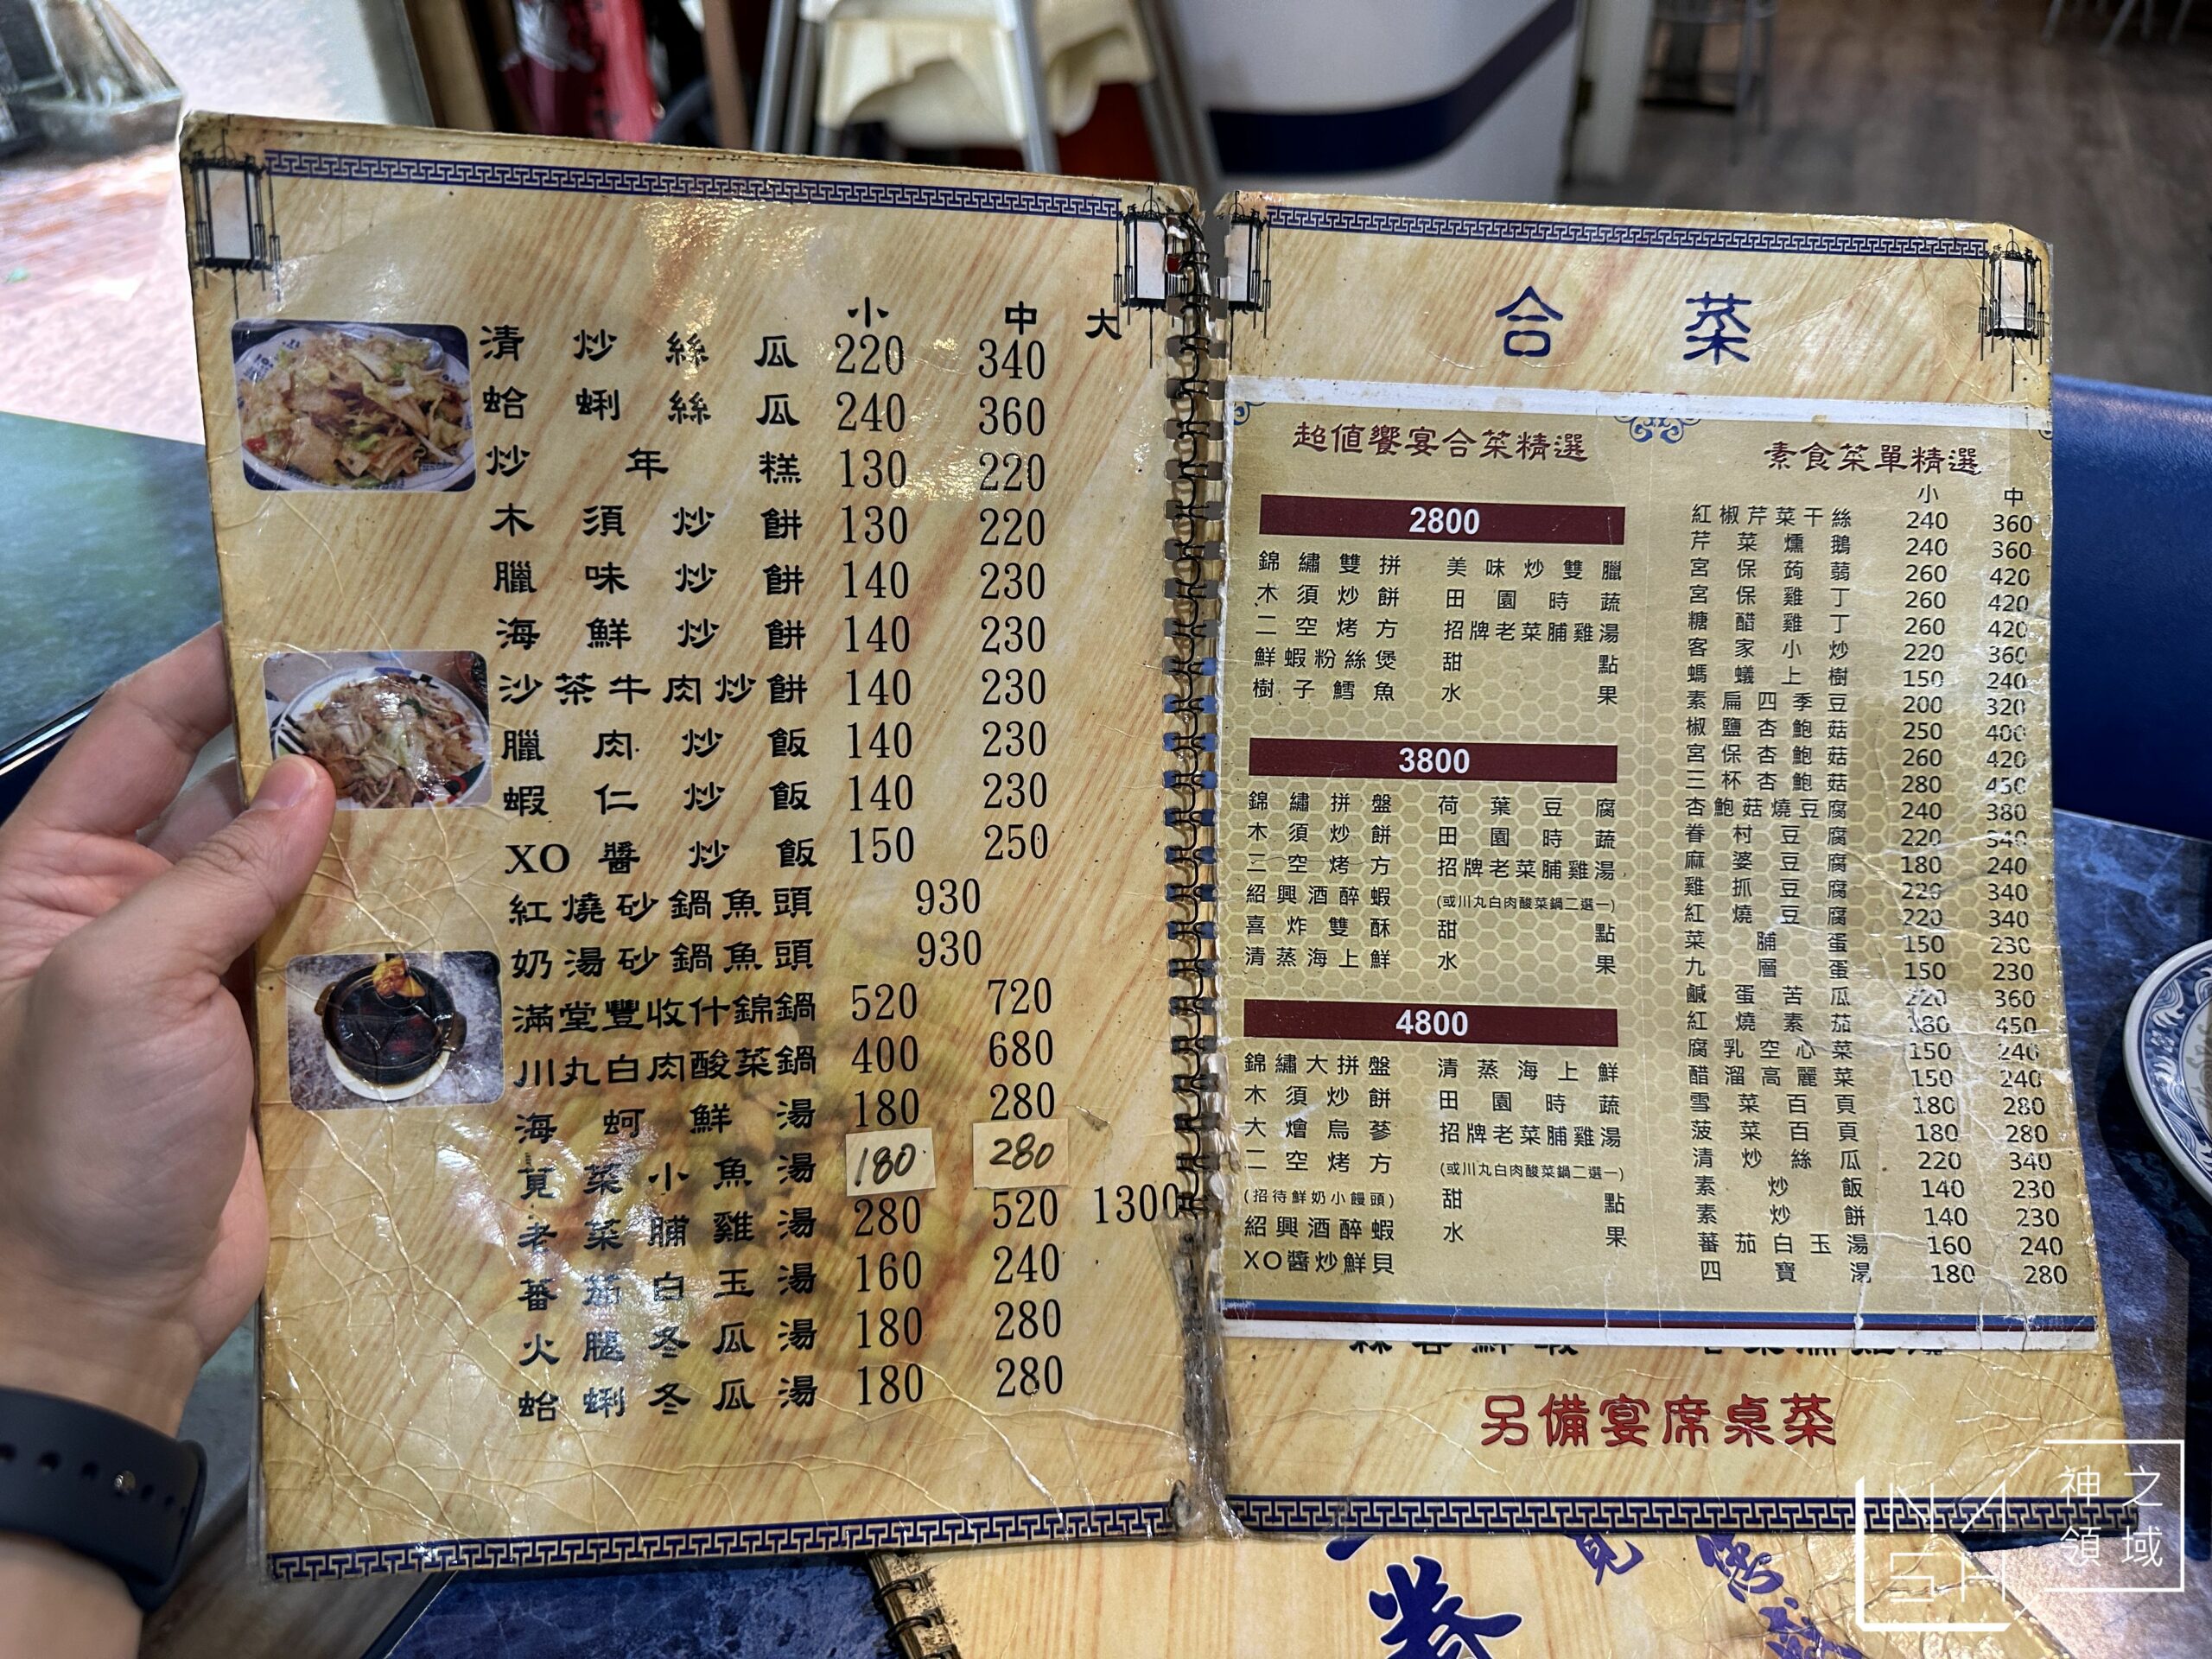 小 中 大
清炒絲瓜 220 340
蛤蜊絲瓜 240 360
炒年糕 130 220
木須炒餅 130 220
臘味炒餅 140 230
海鮮炒餅 140 230
沙茶牛肉炒餅 140 230
臘肉炒飯 140 230
蝦仁炒飯 140 230
XO醬炒飯 150 250
紅燒砂鍋魚頭 930
奶湯砂鍋魚頭 930
滿堂豐收什錦鍋 520 720
川丸白肉酸菜鍋 400 680
海蚵鮮湯 180 280
莧菜小魚湯 180 280
老菜脯雞湯 280 520 1300
蕃茄白玉湯 160 240
火腿冬瓜湯 180 280
蛤蜊冬瓜湯 180 280
合菜
超值饗宴合菜精選
2800
錦繡雙拼 美味炒雙臘
木須炒餅 田園時蔬
二空烤方 招牌老菜脯雞湯
鮮蝦粉絲煲 甜點
樹子鱈魚 水果
3800
錦繡拼盤 荷葉豆腐
木須炒餅 田園時蔬
二空烤方 招牌老菜脯雞湯
紹興酒醉蝦 (或川丸白肉酸菜鍋二選一)
喜炸雙酥 甜點
清蒸海上鮮 水果
4800
錦繡大拼盤 清蒸海上鮮
木須炒餅 田園時蔬
大燴烏蔘 招牌老菜脯雞湯
二空烤方 (或川丸白肉酸菜鍋二選一)
(招待鮮奶小饅頭) 甜點
紹興酒醉蝦 水果
XO醬炒鮮貝
素食菜單精選
小 中
紅椒芹菜干絲 240 360
芹菜燻鵝 240 360
宮保蒟蒻 260 420
宮保雞丁 260 420
糖醋雞丁 260 420
客家小炒 220 360
螞蟻上樹 150 240
素扁四季豆 200 320
椒鹽杏鮑菇 250 400
宮保杏鮑菇 260 420
三杯杏鮑菇 280 450
杏鮑菇燒豆腐 240 380
眷村豆腐 220 340
麻婆豆腐 180 240
雞抓豆腐 220 340
紅燒豆腐 220 340
菜脯蛋 150 230
九層蛋 150 230
鹹蛋苦瓜 220 360
紅燒素茄 180 450
腐乳空心菜 150 240
醋溜高麗菜 150 240
雪菜百頁 180 280
菠菜百頁 180 280
清炒絲瓜 220 340
素炒飯 140 230
素炒餅 140 230
蕃茄白玉湯 160 240
四寶湯 180 280
另備宴席桌菜
神之領域